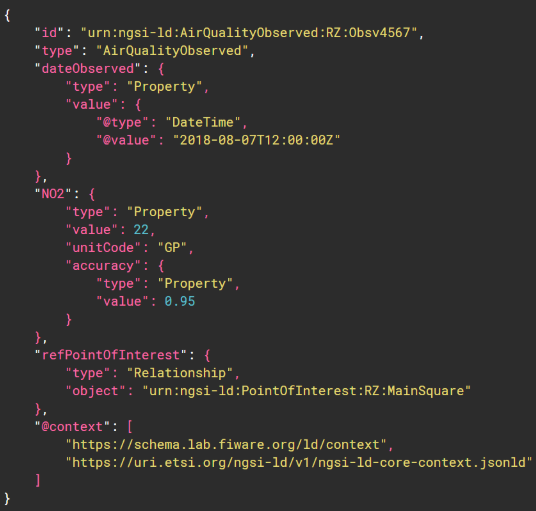 {
    "id": "urn:ngsi-ld:AirQualityObserved:RZ:Obsv4567",
    "type": "AirQualityObserved",
    "dateObserved": {
        "type": "Property",
        "value": {
            "@type": "DateTime",
            "@value": "2018-08-07T12:00:00Z"
        }
    },
    "NO2": {
        "type": "Property",
        "value": 22,
        "unitCode": "GP",
        "accuracy": {
            "type": "Property",
            "value": 0.95
        }
    },
    "refPointOfInterest": {
        "type": "Relationship",
        "object": "urn:ngsi-ld:PointOfInterest:RZ:MainSquare"
    },
    "@context": [
        "https://schema.lab.fiware.org/ld/context",
        "https://uri.etsi.org/ngsi-ld/v1/ngsi-ld-core-context.jsonld"
    ]
}